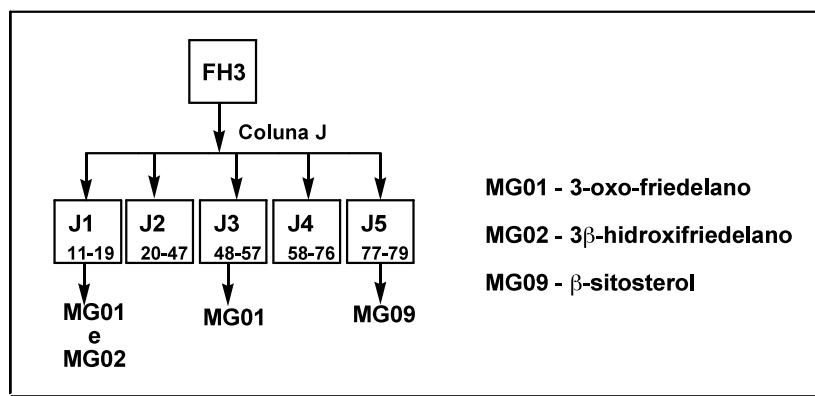 FH3
Coluna J
J1
11-19
J2
20-47
J3
48-57
J4
58-76
J5
77-79
MG01
e
MG02
MG01
MG09
MG01 - 3-oxo-friedelano
MG02 - 3β-hidroxifriedelano
MG09 - β-sitosterol